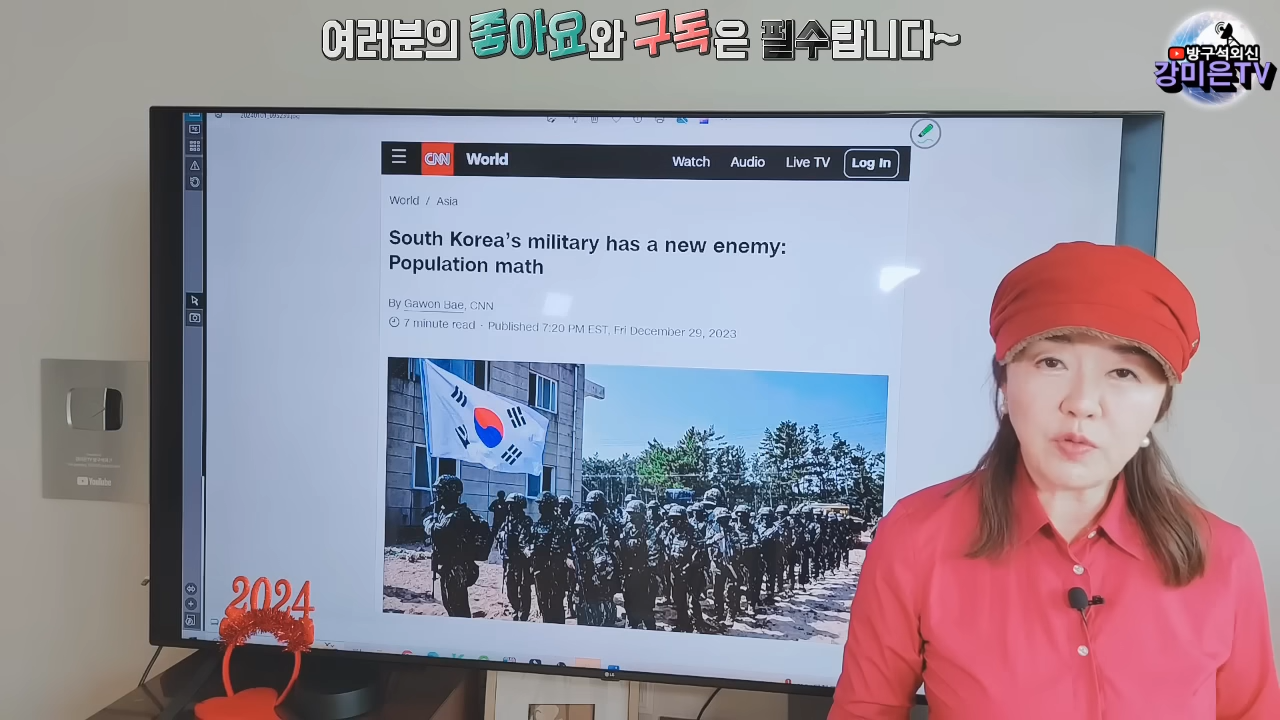 여러분의 좋아요와 구독은 필수랍니다~
방구석외신
강미은TV
CNN World
Watch Audio Live TV Log In
World / Asia
South Korea's military has a new enemy:
Population math
By Gawon Bae, CNN
7 minute read · Published 7:20 PM EST, Fri December 29, 2023
2024
YouTube
LG